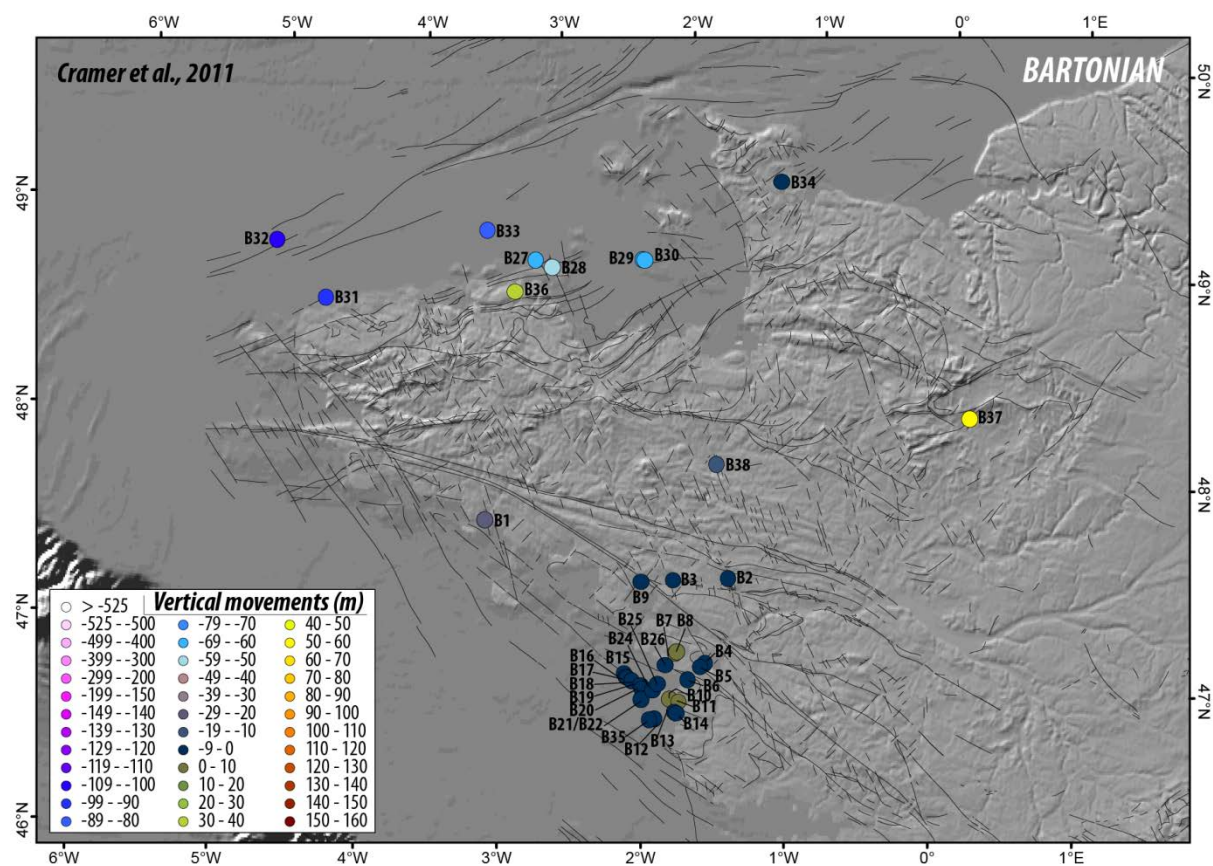 6°W 5°W 4°W 3°W 2°W 1°W 0° 1°E
Cramer et al., 2011
BARTONIAN
50°N
49°N
B34
B32
B33
B27
B28
B29
B30
49°N
B31
B36
48°N
B37
B38
48°N
B1
B9
B3
B2
47°N
B25
B7 B8
B24
B26
B16
B15
B4
B17
B5
B18
B6
B19
B10
B20
B11
47°N
B21/B22
B14
B35
B13
B12
46°N
Vertical movements (m)
> -525
-525 - -500
-499 - -400
-399 - -300
-299 - -200
-199 - -150
-149 - -140
-139 - -130
-129 - -120
-119 - -110
-109 - -100
-99 - -90
-89 - -80
-79 - -70
-69 - -60
-59 - -50
-49 - -40
-39 - -30
-29 - -20
-19 - -10
-9 - 0
0 - 10
10 - 20
20 - 30
30 - 40
40 - 50
50 - 60
60 - 70
70 - 80
80 - 90
90 - 100
100 - 110
110 - 120
120 - 130
130 - 140
140 - 150
150 - 160
6°W 5°W 4°W 3°W 2°W 1°W 0° 1°E